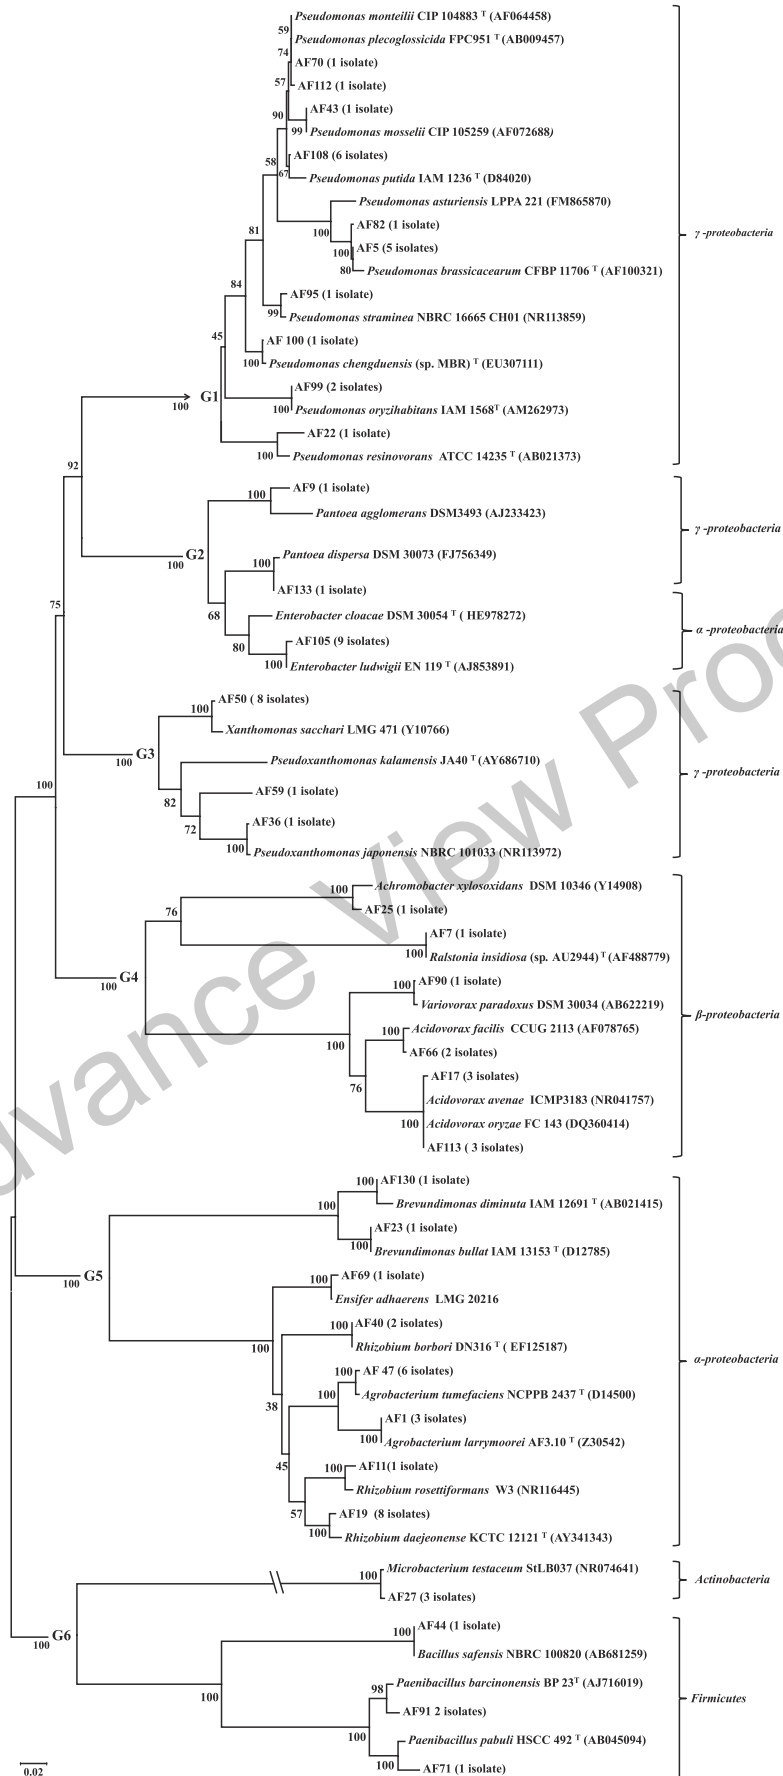 Pseudomonas monteilii CIP 104883 T (AF064458)
59
Pseudomonas plecoglossicida FPC951 T (AB009457)
74
AF70 (1 isolate)
57
AF112 (1 isolate)
AF43 (1 isolate)
90
99 Pseudomonas mosselii CIP 105259 (AF072688)
AF108 (6 isolates)
58
67
Pseudomonas putida IAM 1236 T (D84020)
Pseudomonas asturiensis LPPA 221 (FM865870)
AF82 (1 isolate)
100
81
γ -proteobacteria
AF5 (5 isolates)
100
80 Pseudomonas brassicacearum CFBP 11706 T (AF100321)
84
AF95 (1 isolate)
99 Pseudomonas straminea NBRC 16665 CH01 (NR113859)
45
AF 100 (1 isolate)
100 Pseudomonas chengduensis (sp. MBR) T (EU307111)
AF99 (2 isolates)
G1
100
100 Pseudomonas oryzihabitans IAM 1568T (AM262973)
AF22 (1 isolate)
100 Pseudomonas resinovorans ATCC 14235 T (AB021373)
92
AF9 (1 isolate)
100
Pantoea agglomerans DSM3493 (AJ233423)
γ -proteobacteria
G2
100
Pantoea dispersa DSM 30073 (FJ756349)
100
AF133 (1 isolate)
75
68
Enterobacter cloacae DSM 30054 T ( HE978272)
α -proteobacteria
AF105 (9 isolates)
80
100 Enterobacter ludwigii EN 119 T (AJ853891)
AF50 ( 8 isolates)
100
Xanthomonas sacchari LMG 471 (Y10766)
G3
100
Pseudoxanthomonas kalamensis JA40 T (AY686710)
γ -proteobacteria
100
AF59 (1 isolate)
82
AF36 (1 isolate)
72
100 Pseudoxanthomonas japonensis NBRC 101033 (NR113972)
Achromobacter xylosoxidans DSM 10346 (Y14908)
100
AF25 (1 isolate)
76
AF7 (1 isolate)
100 Ralstonia insidiosa (sp. AU2944) T (AF488779)
G4
100
AF90 (1 isolate)
100
Variovorax paradoxus DSM 30034 (AB622219)
β-proteobacteria
Acidovorax facilis CCUG 2113 (AF078765)
100
100
AF66 (2 isolates)
AF17 (3 isolates)
76
Acidovorax avenae ICMP3183 (NR041757)
100 Acidovorax oryzae FC 143 (DQ360414)
AF113 ( 3 isolates)
AF130 (1 isolate)
100
Brevundimonas diminuta IAM 12691 T (AB021415)
100
AF23 (1 isolate)
100 Brevundimonas bullat IAM 13153 T (D12785)
G5
100
AF69 (1 isolate)
100
Ensifer adhaerens LMG 20216
AF40 (2 isolates)
100
Rhizobium borbori DN316 T ( EF125187)
100
α-proteobacteria
AF 47 (6 isolates)
100
100
Agrobacterium tumefaciens NCPPB 2437 T (D14500)
38
AF1 (3 isolates)
100 Agrobacterium larrymoorei AF3.10 T (Z30542)
45
AF11(1 isolate)
100
Rhizobium rosettiformans W3 (NR116445)
57
AF19 (8 isolates)
100 Rhizobium daejeonense KCTC 12121 T (AY341343)
Microbacterium testaceum StLB037 (NR074641)
100
Actinobacteria
AF27 (3 isolates)
G6
100
AF44 (1 isolate)
100
Bacillus safensis NBRC 100820 (AB681259)
100
Paenibacillus barcinonensis BP 23T (AJ716019)
98
Firmicutes
AF91 2 isolates)
100
Paenibacillus pabuli HSCC 492 T (AB045094)
100
AF71 (1 isolate)
0.02
Advance View Proo